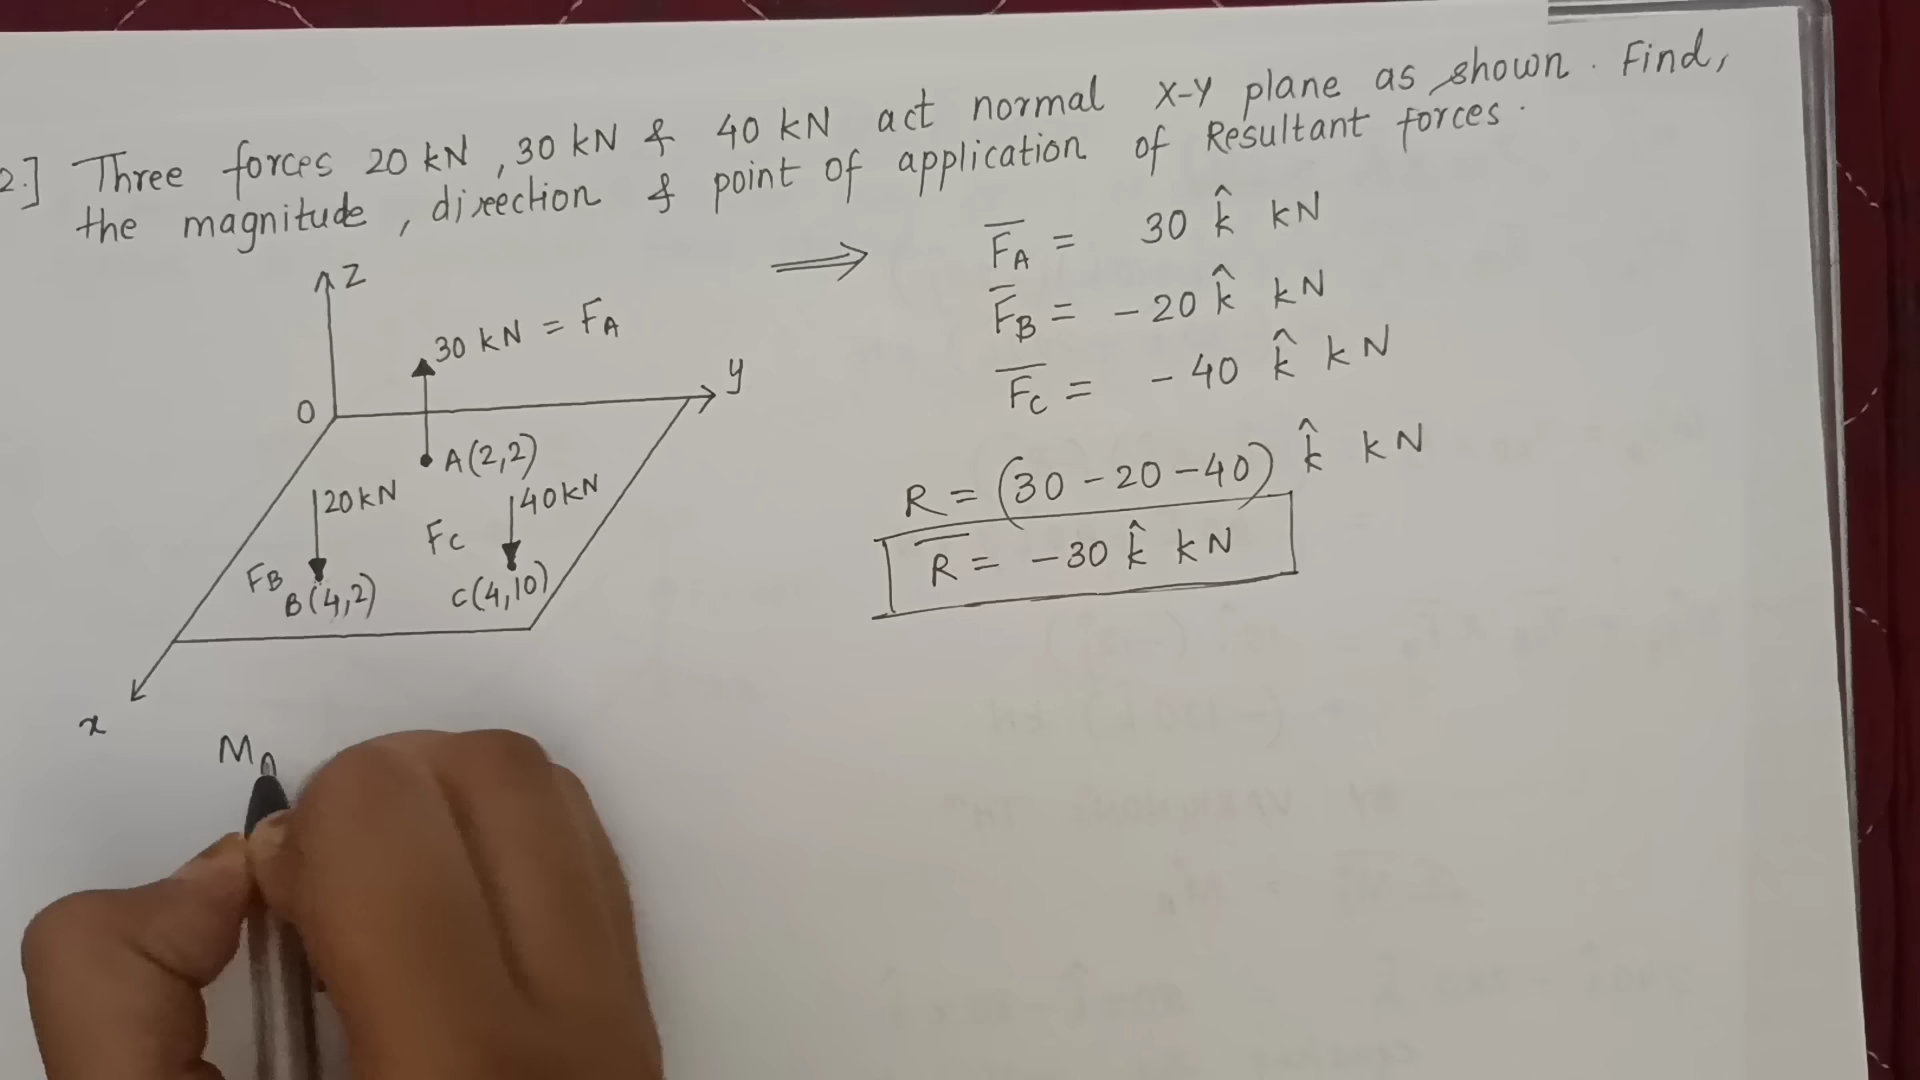 2.] Three forces 20 kN, 30 kN & 40 kN act normal X-Y plane as shown. Find,
the magnitude, direection & point of application of Resultant forces.
Z
30 kN = FA
y
O
A(2,2)
20kN
40kN
FC
FB
B(4,2)
C(4,10)
x
⟹
F̅A = 30 k̂ kN
F̅B = -20 k̂ kN
F̅C = -40 k̂ kN
R = (30 -20 -40) k̂ kN
R̅ = -30 k̂ kN
M